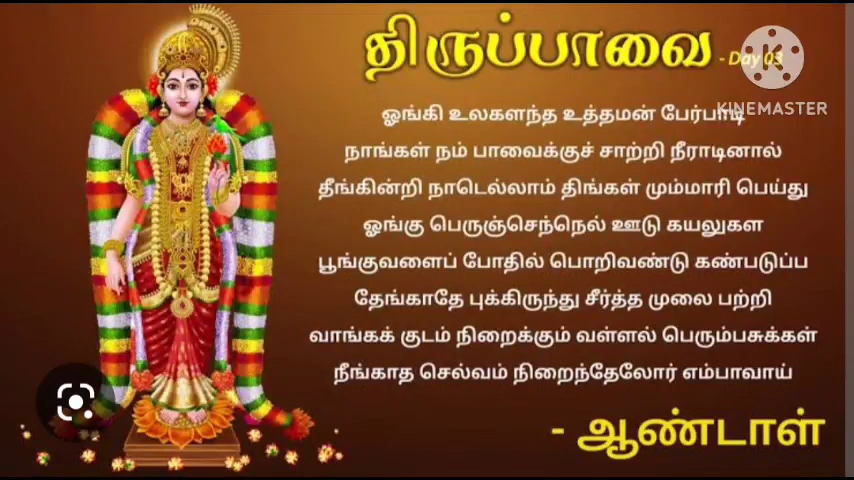 திருப்பாவை - Day 03
KINEMASTER
ஓங்கி உலகளந்த உத்தமன் பேர்பாடி
நாங்கள் நம் பாவைக்குச் சாற்றி நீராடினால்
தீங்கின்றி நாடெல்லாம் திங்கள் மும்மாரி பெய்து
ஓங்கு பெருஞ்செந்நெல் ஊடு கயலுகள
பூங்குவளைப் போதில் பொறிவண்டு கண்படுப்ப
தேங்காதே புக்கிருந்து சீர்த்த முலை பற்றி
வாங்கக் குடம் நிறைக்கும் வள்ளல் பெரும்பசுக்கள்
நீங்காத செல்வம் நிறைந்தேலோர் எம்பாவாய்
- ஆண்டாள்